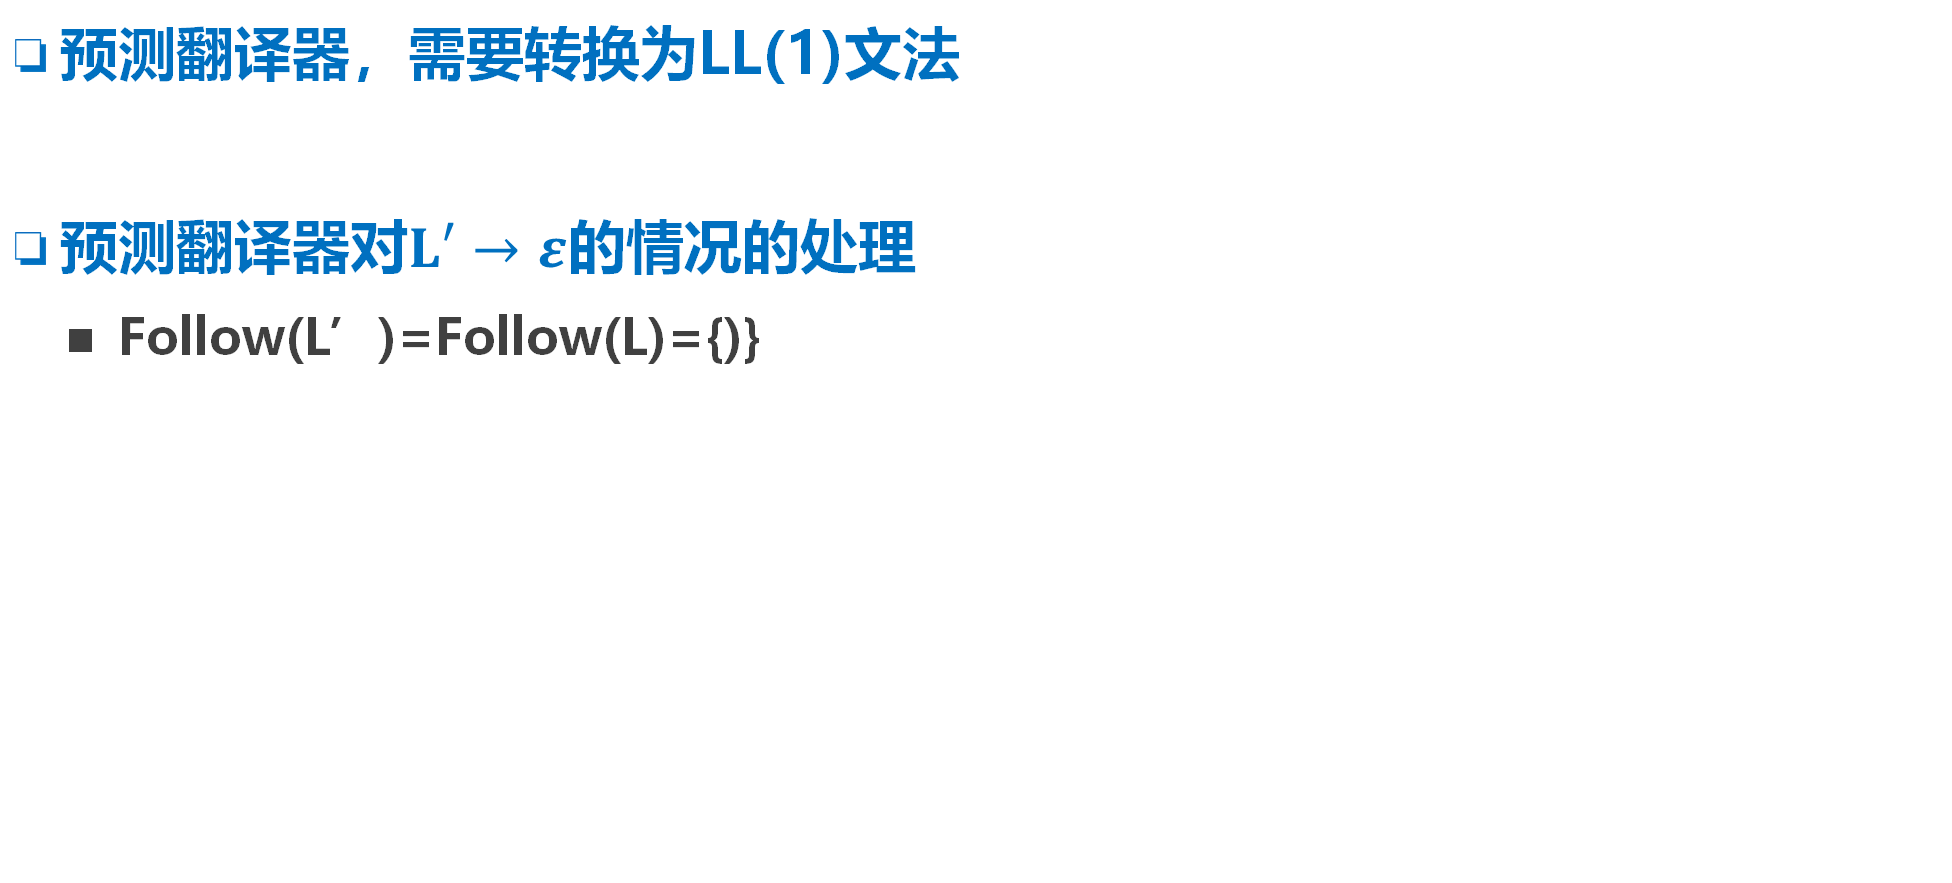 ❑ 预测翻译器，需要转换为LL(1)文法
❑ 预测翻译器对L′ → ε的情况的处理
■ Follow(L’)=Follow(L)={)}